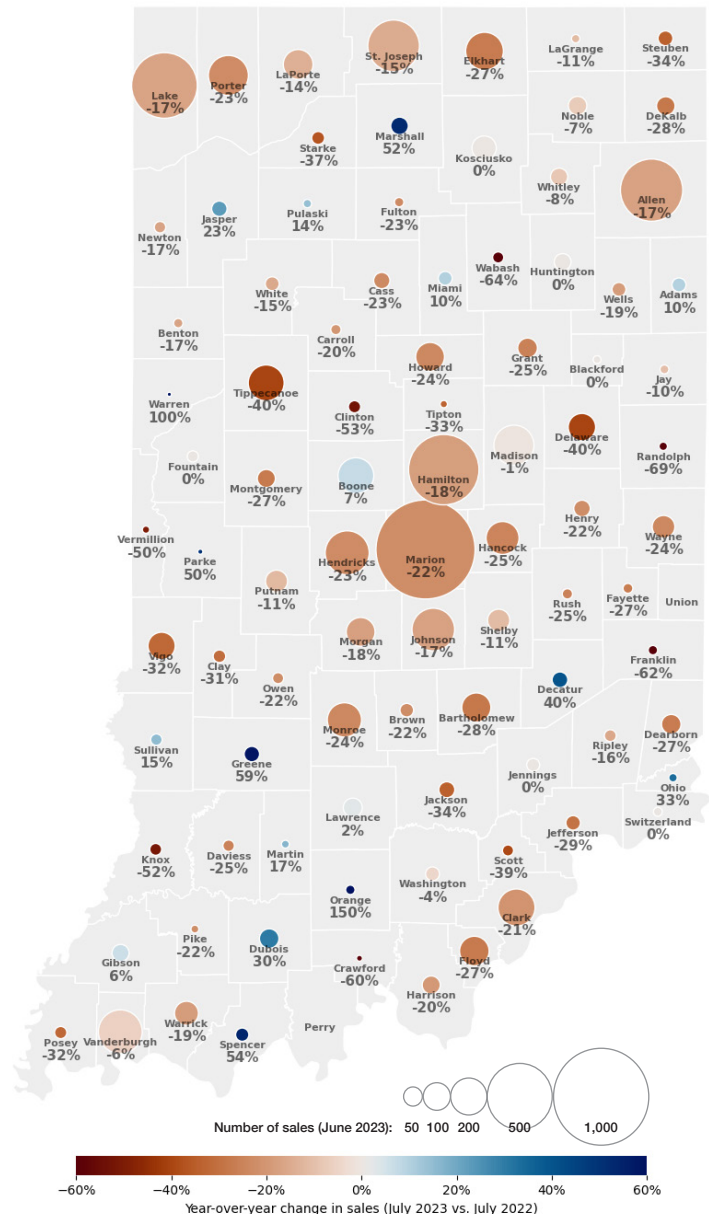 St. Joseph
-15%
LaGrange
-11%
Steuben
-34%
Elkhart
-27%
LaPorte
-14%
Porter
-23%
Lake
-17%
Noble
-7%
DeKalb
-28%
Marshall
52%
Starke
-37%
Kosciusko
0%
Whitley
-8%
Allen
-17%
Fulton
-23%
Pulaski
14%
Jasper
23%
Newton
-17%
Wabash
-64%
Huntington
0%
Miami
10%
Cass
-23%
White
-15%
Wells
-19%
Adams
10%
Benton
-17%
Carroll
-20%
Grant
-25%
Howard
-24%
Blackford
0%
Jay
-10%
Tippecanoe
-40%
Warren
100%
Clinton
-53%
Tipton
-33%
Delaware
-40%
Madison
-1%
Randolph
-69%
Fountain
0%
Montgomery
-27%
Boone
7%
Hamilton
-18%
Henry
-22%
Wayne
-24%
Vermillion
-50%
Parke
50%
Hendricks
-23%
Marion
-22%
Hancock
-25%
Putnam
-11%
Rush
-25%
Fayette
-27%
Union
Shelby
-11%
Johnson
-17%
Morgan
-18%
Vigo
-32%
Clay
-31%
Owen
-22%
Franklin
-62%
Decatur
40%
Monroe
-24%
Brown
-22%
Bartholomew
-28%
Dearborn
-27%
Ripley
-16%
Sullivan
15%
Greene
59%
Jennings
0%
Ohio
33%
Jackson
-34%
Lawrence
2%
Switzerland
0%
Jefferson
-29%
Knox
-52%
Daviess
-25%
Martin
17%
Scott
-39%
Washington
-4%
Orange
150%
Clark
-21%
Pike
-22%
Dubois
30%
Gibson
6%
Crawford
-60%
Floyd
-27%
Harrison
-20%
Posey
-32%
Vanderburgh
-6%
Warrick
-19%
Spencer
54%
Perry
Number of sales (June 2023): 50 100 200 500 1,000
−60% −40% −20% 0% 20% 40% 60%
Year-over-year change in sales (July 2023 vs. July 2022)